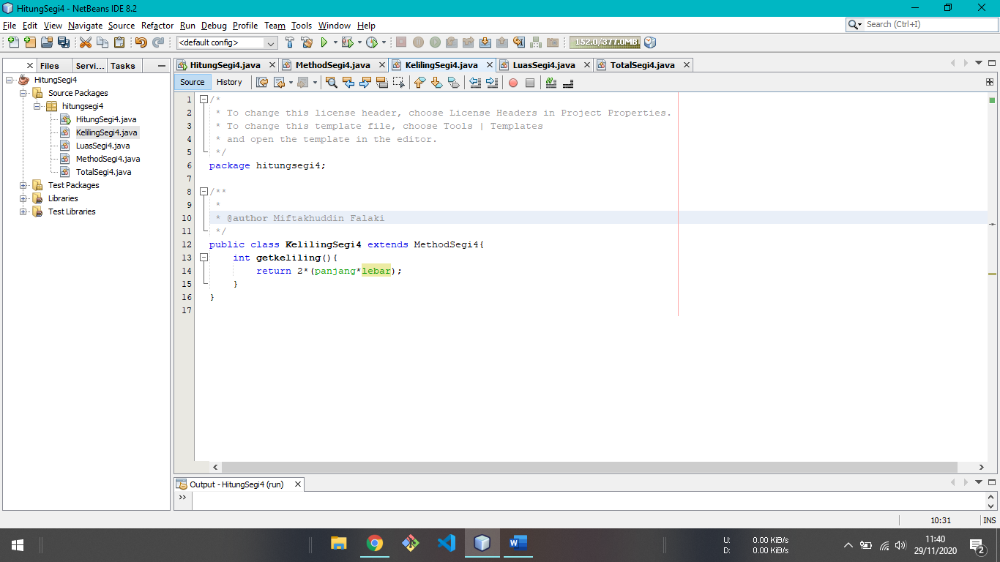 HitungSegi4 - NetBeans IDE 8.2
File Edit View Navigate Source Refactor Run Debug Profile Team Tools Window Help
Search (Ctrl+I)
<default config>
152.0/377.0MB
Files Servi... Tasks
HitungSegi4
Source Packages
hitungsegi4
HitungSegi4.java
KelilingSegi4.java
LuasSegi4.java
MethodSegi4.java
TotalSegi4.java
Test Packages
Libraries
Test Libraries
HitungSegi4.java MethodSegi4.java KelilingSegi4.java LuasSegi4.java TotalSegi4.java
Source History
1 /*
2 * To change this license header, choose License Headers in Project Properties.
3 * To change this template file, choose Tools | Templates
4 * and open the template in the editor.
5 */
6 package hitungsegi4;
7
8 /**
9 *
10 * @author Miftakhuddin Falaki
11 */
12 public class KelilingSegi4 extends MethodSegi4{
13 int getkeliling(){
14 return 2*(panjang*lebar);
15 }
16 }
17
Output - HitungSegi4 (run)
10:31 INS
U: 0.00 KiB/s
D: 0.00 KiB/s
11:40
29/11/2020
2